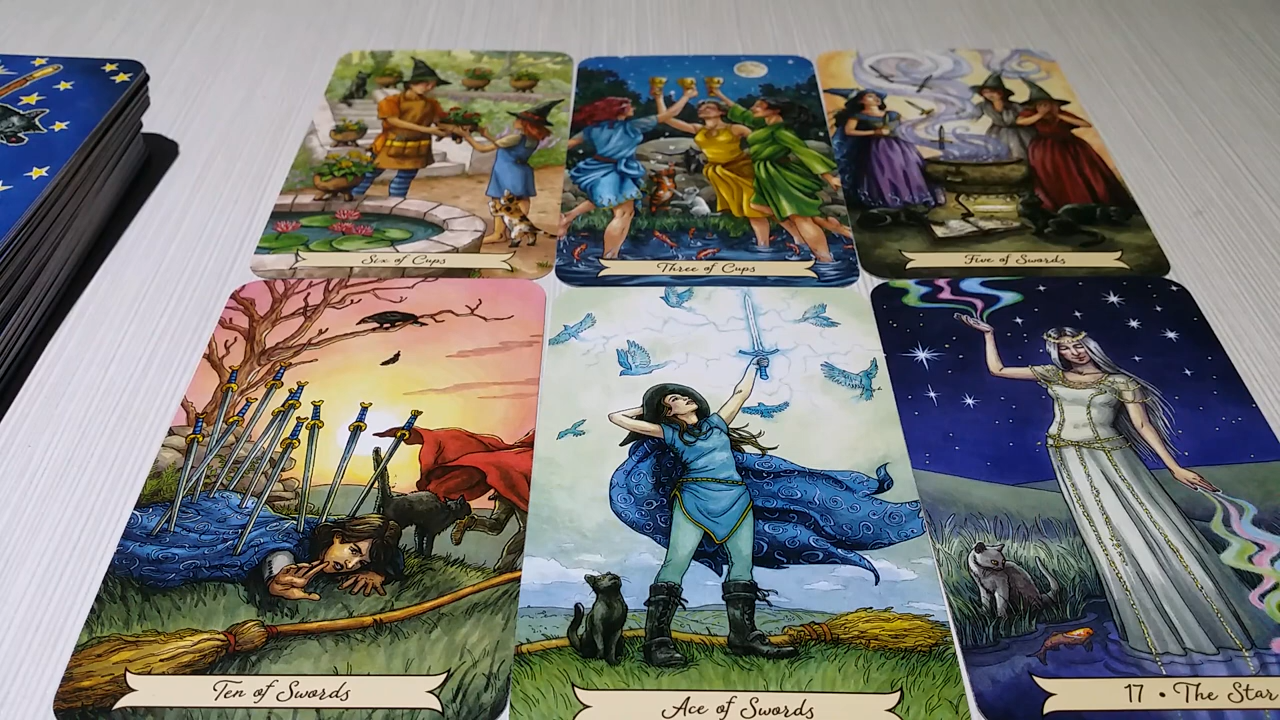 Six of Cups
Three of Cups
Five of Swords
Ten of Swords
Ace of Swords
17 • The Star